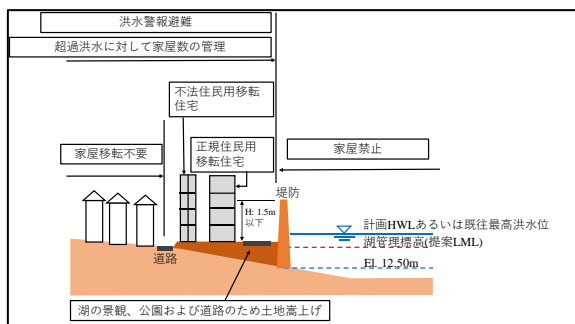 洪水警報避難
超過洪水に対して家屋数の管理
不法住民用移転
住宅
正規住民用
移転住宅
家屋移転不要
家屋禁止
堤防
H: 1.5m
以下
計画HWLあるいは既往最高洪水位
湖管理標高(提案LML)
El. 12.50m
道路
湖の景観、公園および道路のため土地嵩上げ